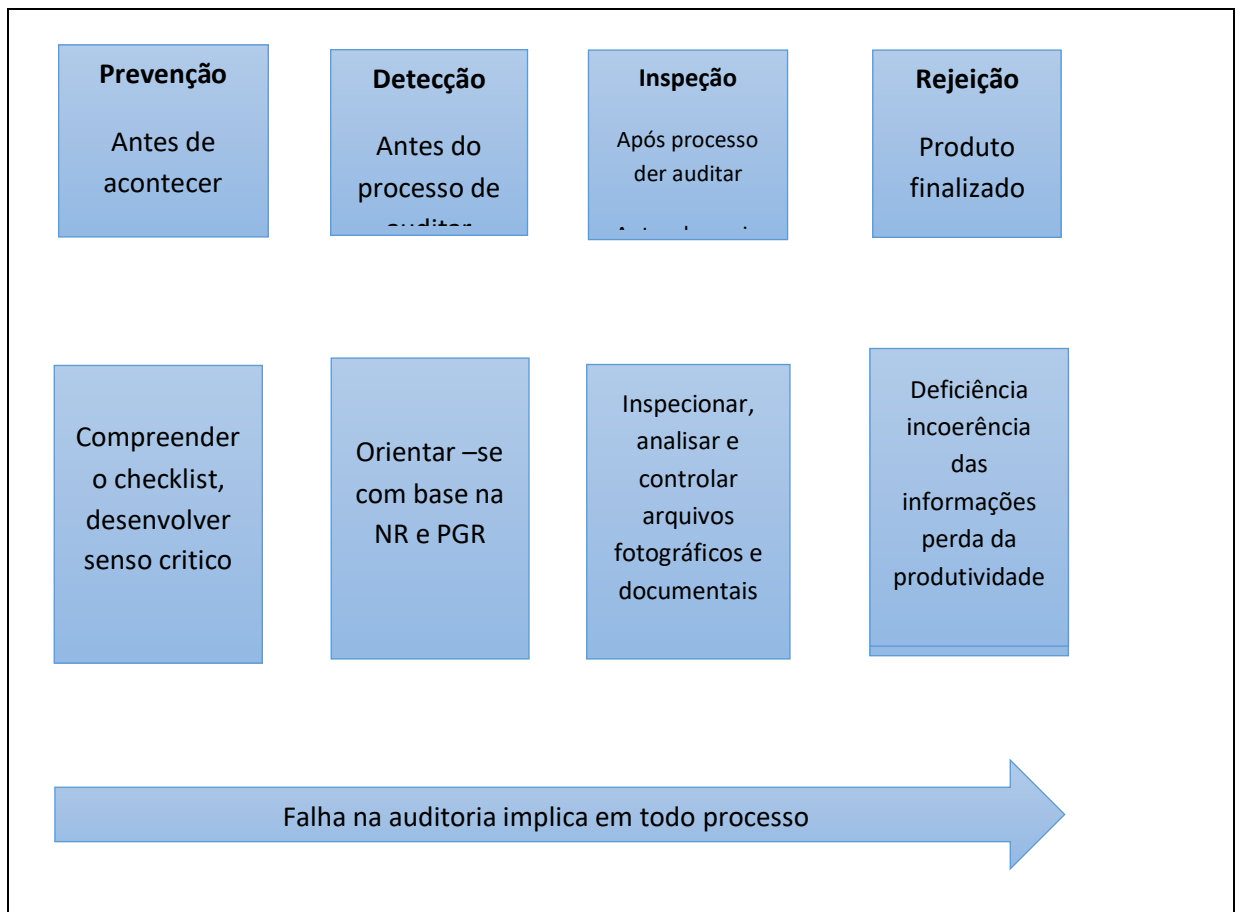 Prevenção
Antes de
acontecer
Detecção
Antes do
processo de
auditar
Inspeção
Após processo
der auditar
Rejeição
Produto
finalizado
Compreender
o checklist,
desenvolver
senso critico
Orientar –se
com base na
NR e PGR
Inspecionar,
analisar e
controlar
arquivos
fotográficos e
documentais
Deficiência
incoerência
das
informações
perda da
produtividade
Falha na auditoria implica em todo processo